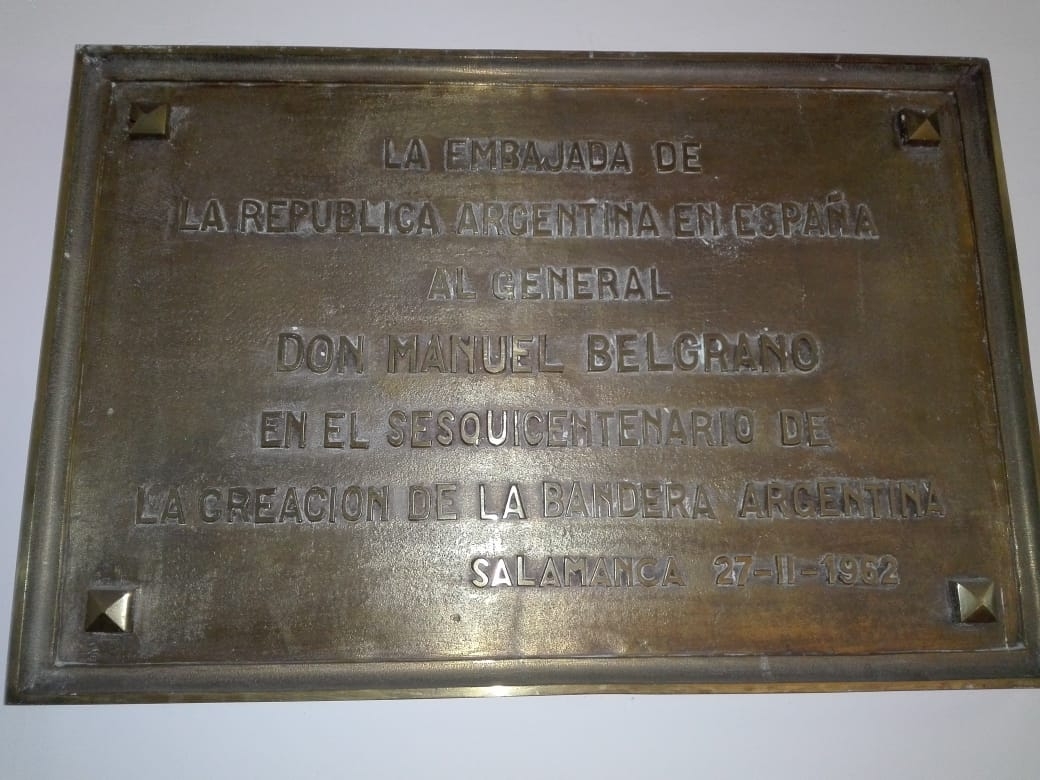 LA EMBAJADA DE
LA REPUBLICA ARGENTINA EN ESPAÑA
AL GENERAL
DON MANUEL BELGRANO
EN EL SESQUICENTENARIO DE
LA CREACION DE LA BANDERA ARGENTINA
SALAMANCA 27-II-1962